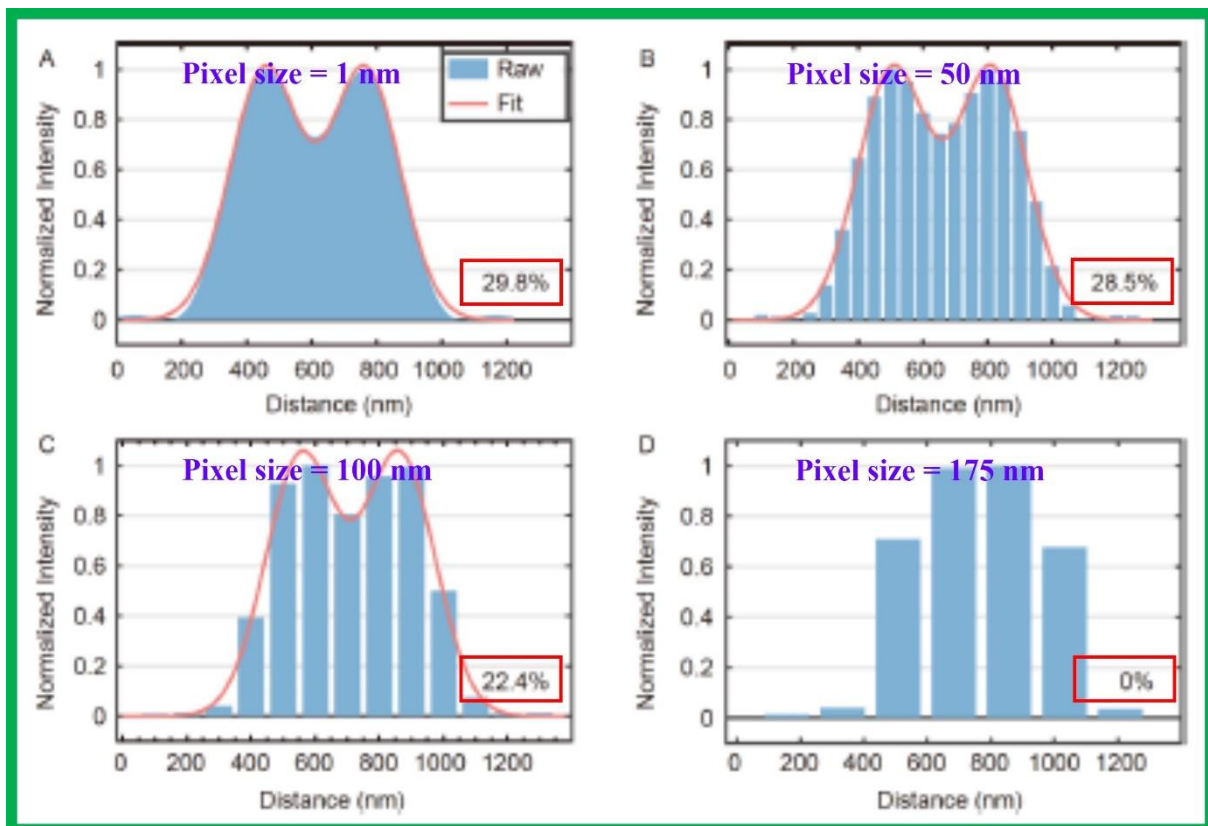 A
Pixel size = 1 nm
Raw
Fit
Normalized Intensity
1
0.8
0.6
0.4
0.2
0
29.8%
0 200 400 600 800 1000 1200
Distance (nm)
B
Pixel size = 50 nm
Normalized Intensity
1
0.8
0.6
0.4
0.2
0
28.5%
0 200 400 600 800 1000 1200
Distance (nm)
C
Pixel size = 100 nm
Normalized Intensity
1
0.8
0.6
0.4
0.2
0
22.4%
0 200 400 600 800 1000 1200
Distance (nm)
D
Pixel size = 175 nm
Normalized Intensity
1
0.8
0.6
0.4
0.2
0
0%
0 200 400 600 800 1000 1200
Distance (nm)